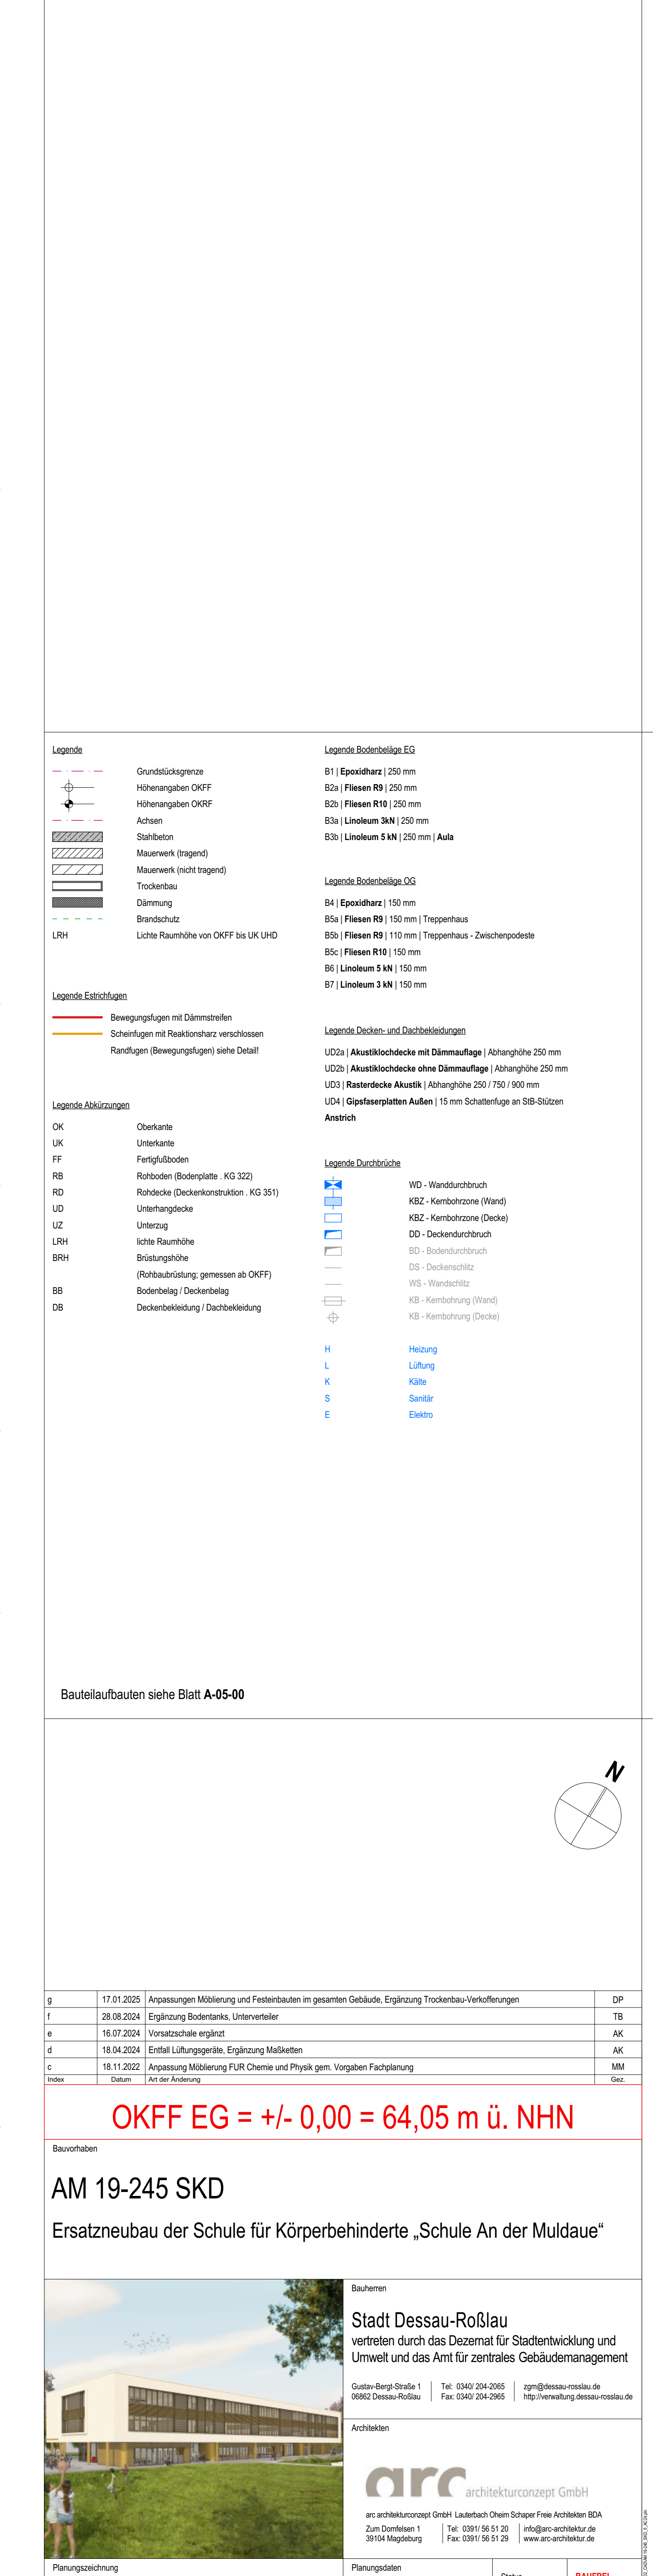 Legende
Grundstücksgrenze
Höhenangaben OKFF
Höhenangaben OKRF
Achsen
Stahlbeton
Mauerwerk (tragend)
Mauerwerk (nicht tragend)
Trockenbau
Dämmung
Brandschutz
LRH Lichte Raumhöhe von OKFF bis UK UHD
Legende Estrichfugen
Bewegungsfugen mit Dämmstreifen
Scheinfugen mit Reaktionsharz verschlossen
Randfugen (Bewegungsfugen) siehe Detail!
Legende Abkürzungen
OK Oberkante
UK Unterkante
FF Fertigfußboden
RB Rohboden (Bodenplatte . KG 322)
RD Rohdecke (Deckenkonstruktion . KG 351)
UD Unterhangdecke
UZ Unterzug
LRH lichte Raumhöhe
BRH Brüstungshöhe
(Rohbaubrüstung; gemessen ab OKFF)
BB Bodenbelag / Deckenbelag
DB Deckenbekleidung / Dachbekleidung
Legende Bodenbeläge EG
B1 | Epoxidharz | 250 mm
B2a | Fliesen R9 | 250 mm
B2b | Fliesen R10 | 250 mm
B3a | Linoleum 3kN | 250 mm
B3b | Linoleum 5 kN | 250 mm | Aula
Legende Bodenbeläge OG
B4 | Epoxidharz | 150 mm
B5a | Fliesen R9 | 150 mm | Treppenhaus
B5b | Fliesen R9 | 110 mm | Treppenhaus - Zwischenpodeste
B5c | Fliesen R10 | 150 mm
B6 | Linoleum 5 kN | 150 mm
B7 | Linoleum 3 kN | 150 mm
Legende Decken- und Dachbekleidungen
UD2a | Akustiklochdecke mit Dämmauflage | Abhanghöhe 250 mm
UD2b | Akustiklochdecke ohne Dämmauflage | Abhanghöhe 250 mm
UD3 | Rasterdecke Akustik | Abhanghöhe 250 / 750 / 900 mm
UD4 | Gipsfaserplatten Außen | 15 mm Schattenfuge an StB-Stützen
Anstrich
Legende Durchbrüche
WD - Wanddurchbruch
KBZ - Kernbohrzone (Wand)
KBZ - Kernbohrzone (Decke)
DD - Deckendurchbruch
BD - Bodendurchbruch
DS - Deckenschlitz
WS - Wandschlitz
KB - Kernbohrung (Wand)
KB - Kernbohrung (Decke)
H Heizung
L Lüftung
K Kälte
S Sanitär
E Elektro
Bauteilaufbauten siehe Blatt A-05-00
N
g 17.01.2025 Anpassungen Möblierung und Festeinbauten im gesamten Gebäude, Ergänzung Trockenbau-Verkofferungen DP
f 28.08.2024 Ergänzung Bodentanks, Unterverteiler TB
e 16.07.2024 Vorsatzschale ergänzt AK
d 18.04.2024 Entfall Lüftungsgeräte, Ergänzung Maßketten AK
c 18.11.2022 Anpassung Möblierung FUR Chemie und Physik gem. Vorgaben Fachplanung MM
Index Datum Art der Änderung Gez.
OKFF EG = +/- 0,00 = 64,05 m ü. NHN
Bauvorhaben
AM 19-245 SKD
Ersatzneubau der Schule für Körperbehinderte „Schule An der Muldaue“
Bauherren
Stadt Dessau-Roßlau
vertreten durch das Dezernat für Stadtentwicklung und
Umwelt und das Amt für zentrales Gebäudemanagement
Gustav-Bergt-Straße 1 Tel: 0340/ 204-2065 zgm@dessau-rosslau.de
06862 Dessau-Roßlau Fax: 0340/ 204-2965 http://verwaltung.dessau-rosslau.de
Architekten
arc architekturconzept GmbH
arc architekturconzept GmbH Lauterbach Oheim Schaper Freie Architekten BDA
Zum Domfelsen 1 Tel: 0391/ 56 51 20 info@arc-architektur.de
39104 Magdeburg Fax: 0391/ 56 51 29 www.arc-architektur.de
Planungszeichnung
Planungsdaten